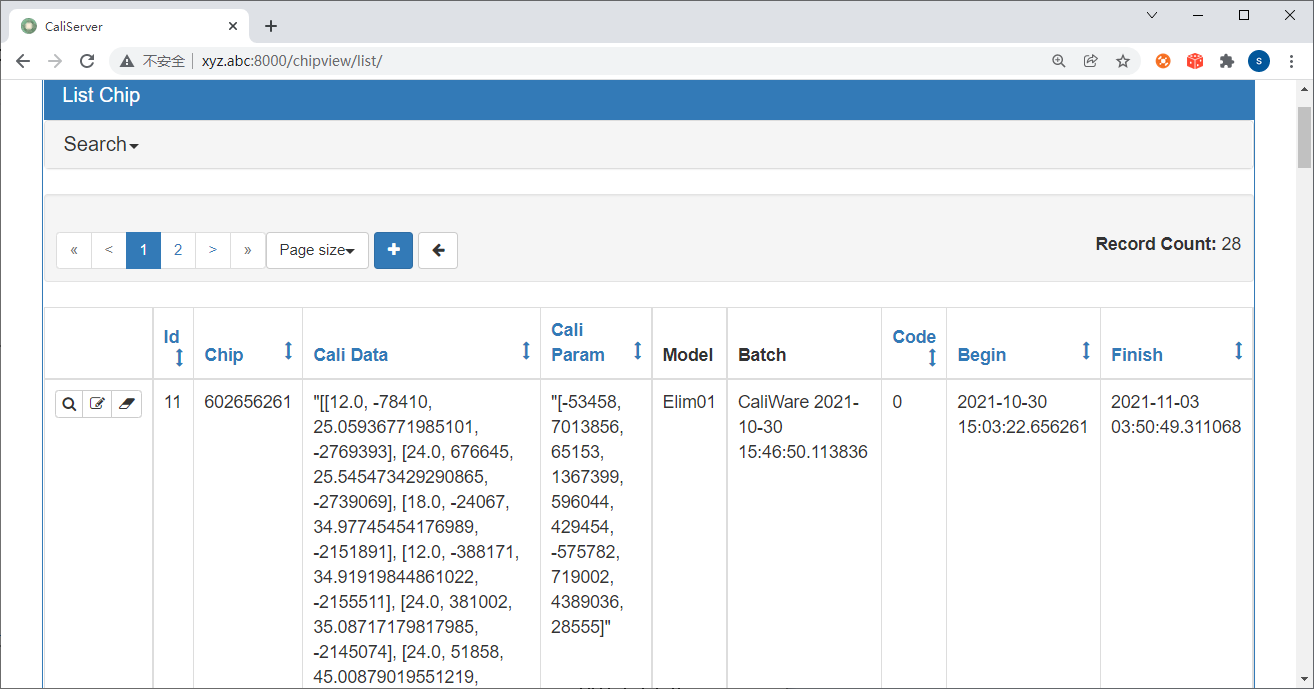 CaliServer
不安全 xyz.abc:8000/chipview/list/
S
List Chip
Search
« < 1 2 > » Page size
Record Count: 28
Id Chip Cali Data Cali Param Model Batch Code Begin Finish
11 602656261 "[[12.0, -78410, "[-53458, Elim01 CaliWare 2021- 0 2021-10-30 2021-11-03
25.05936771985101, 7013856, 10-30 15:03:22.656261 03:50:49.311068
-2769393], [24.0, 676645, 65153, 15:46:50.113836
25.545473429290865, 1367399,
-2739069], [18.0, -24067, 596044,
34.97745454176989, 429454,
-2151891], [12.0, -388171, -575782,
34.91919844861022, 719002,
-2155511], [24.0, 381002, 4389036,
35.08717179817985, 28555]"
-2145074], [24.0, 51858,
45.00879019551219,